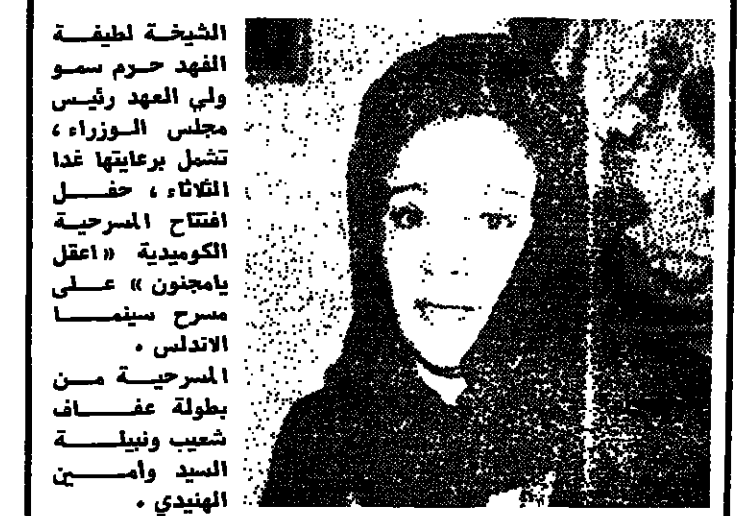 الشيخة لطيفة
الفهد حرم سمو
ولي العهد رئيس
مجلس الوزراء ،
تشمل برعايتها غدا
الثلاثاء ، حفل
افتتاح المسرحية
الكوميدية «اعقل
يامجنون» على
مسرح سينما
الاندلس .
المسرحية من
بطولة عفاف
شعيب ونبيلة
السيد وامين
الهنيدي .